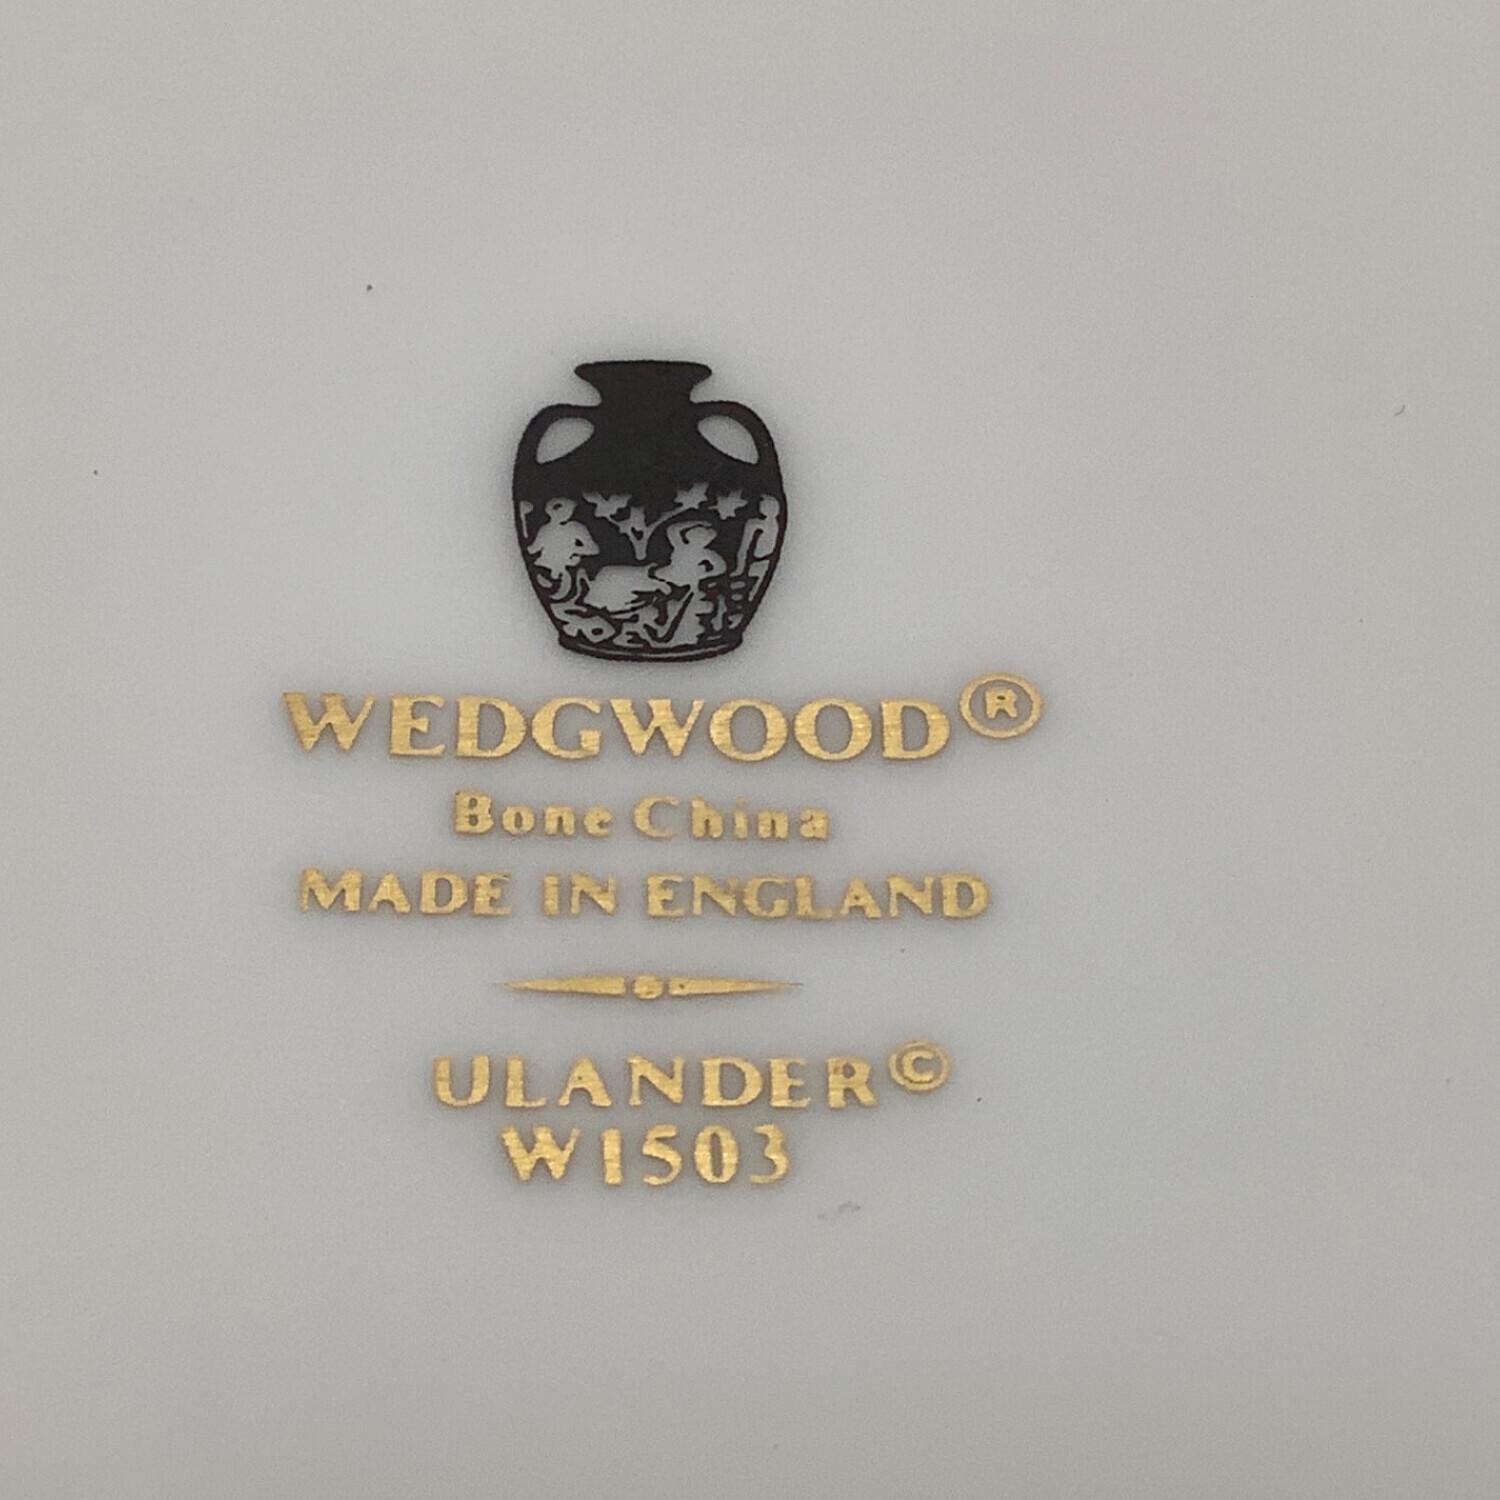 WEDGWOOD®
Bone China
MADE IN ENGLAND
ULANDER©
W1503